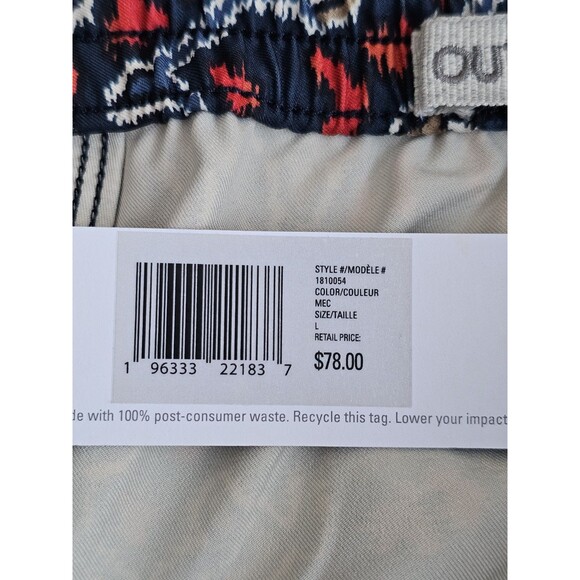 OU
STYLE #/MODÈLE #
1810054
COLOR/COULEUR
MEC
SIZE/TAILLE
L
RETAIL PRICE:
$78.00
1 96333 22183 7
with 100% post-consumer waste. Recycle this tag. Lower your impact